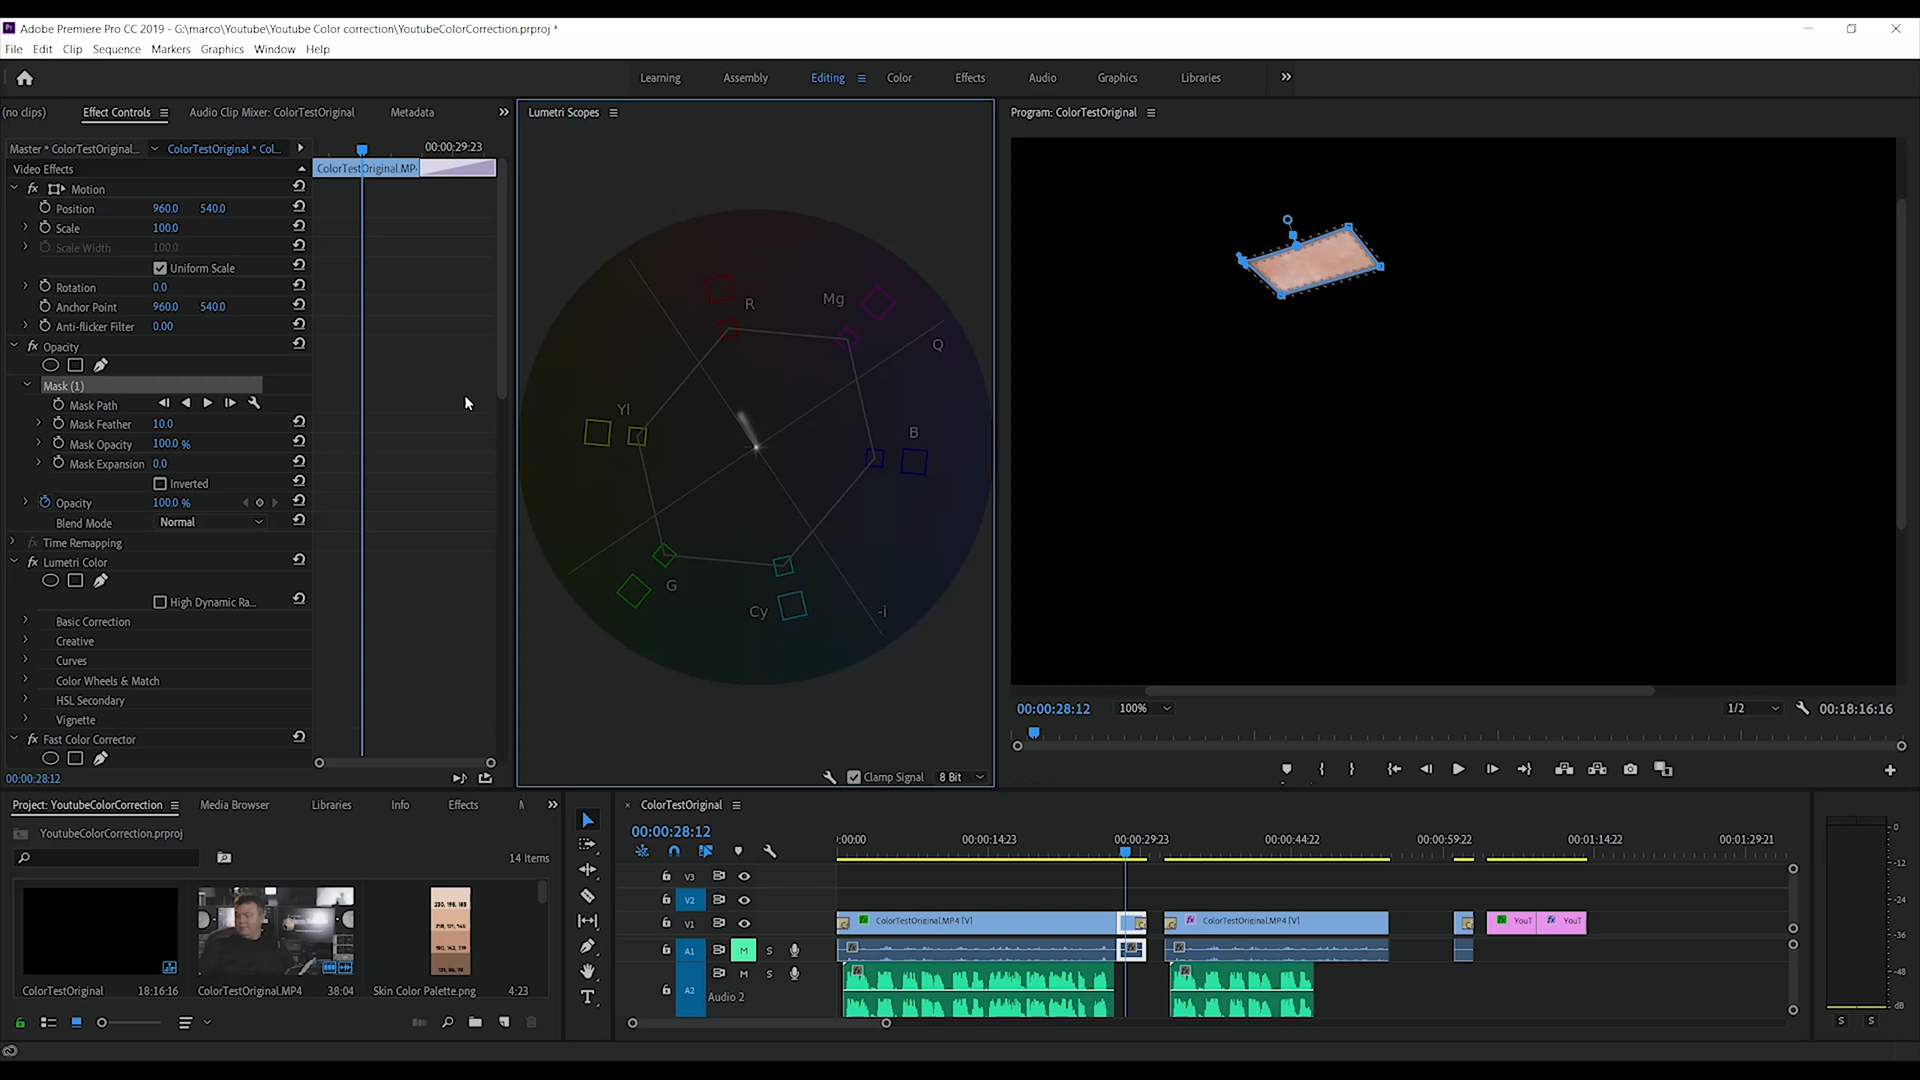 Adobe Premiere Pro CC 2019 - G:\marco\Youtube\Youtube Color correction\YoutubeColorCorrection.prproj *
File Edit Clip Sequence Markers Graphics Window Help
Learning Assembly Editing Color Effects Audio Graphics Libraries
(no clips) Effect Controls Audio Clip Mixer: ColorTestOriginal Metadata
Lumetri Scopes
Program: ColorTestOriginal
Master * ColorTestOriginal... ColorTestOriginal * Col...
00:00:29:23
Video Effects
ColorTestOriginal.MP
Motion
Position 960.0 540.0
Scale 100.0
Scale Width 100.0
Uniform Scale
Rotation 0.0
Anchor Point 960.0 540.0
Anti-flicker Filter 0.00
Opacity
Mask (1)
Mask Path
Mask Feather 10.0
Mask Opacity 100.0 %
Mask Expansion 0.0
Inverted
Opacity 100.0 %
Blend Mode Normal
Time Remapping
Lumetri Color
High Dynamic Ra...
Basic Correction
Creative
Curves
Color Wheels & Match
HSL Secondary
Vignette
Fast Color Corrector
00:00:28:12
R
Mg
Q
Yl
B
G
Cy
-i
Clamp Signal 8 Bit
00:00:28:12 100% 1/2 00:18:16:16
Project: YoutubeColorCorrection Media Browser Libraries Info Effects
YoutubeColorCorrection.prproj
14 Items
ColorTestOriginal 18:16:16
ColorTestOriginal.MP4 38:04
Skin Color Palette.png 4:23
ColorTestOriginal
00:00:28:12
:00:00 00:00:14:23 00:00:29:23 00:00:44:22 00:00:59:22 00:01:14:22 00:01:29:21
V3
V2
V1 ColorTestOriginal.MP4 [V] ColorTestOriginal.MP4 [V] YouT YouT
A1 M S
A2 M S
Audio 2
0
-12
-24
-36
-48
dB
S S